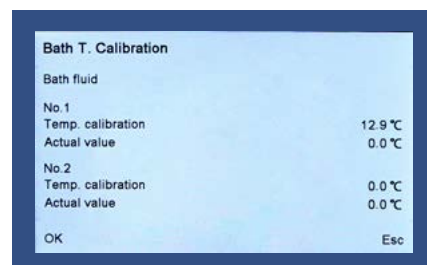 Bath T. Calibration
Bath fluid
No.1
Temp. calibration 12.9 ℃
Actual value 0.0 ℃
No.2
Temp. calibration 0.0 ℃
Actual value 0.0 ℃
OK Esc